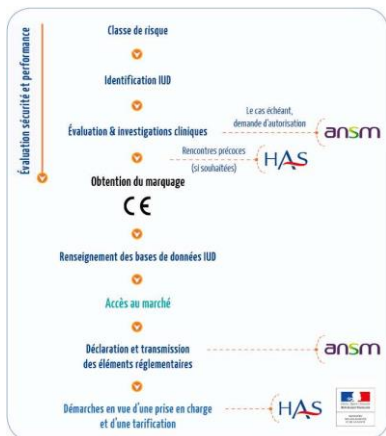 Évaluation sécurité et performance
Classe de risque
Identification IUD
Évaluation & investigations cliniques
Le cas échéant,
demande d'autorisation
ansm
Rencontres précoces
(si souhaitées)
HAS
Obtention du marquage
CE
Renseignement des bases de données IUD
Accès au marché
Déclaration et transmission
des éléments réglementaires
ansm
Démarches en vue d'une prise en charge
et d'une tarification
HAS